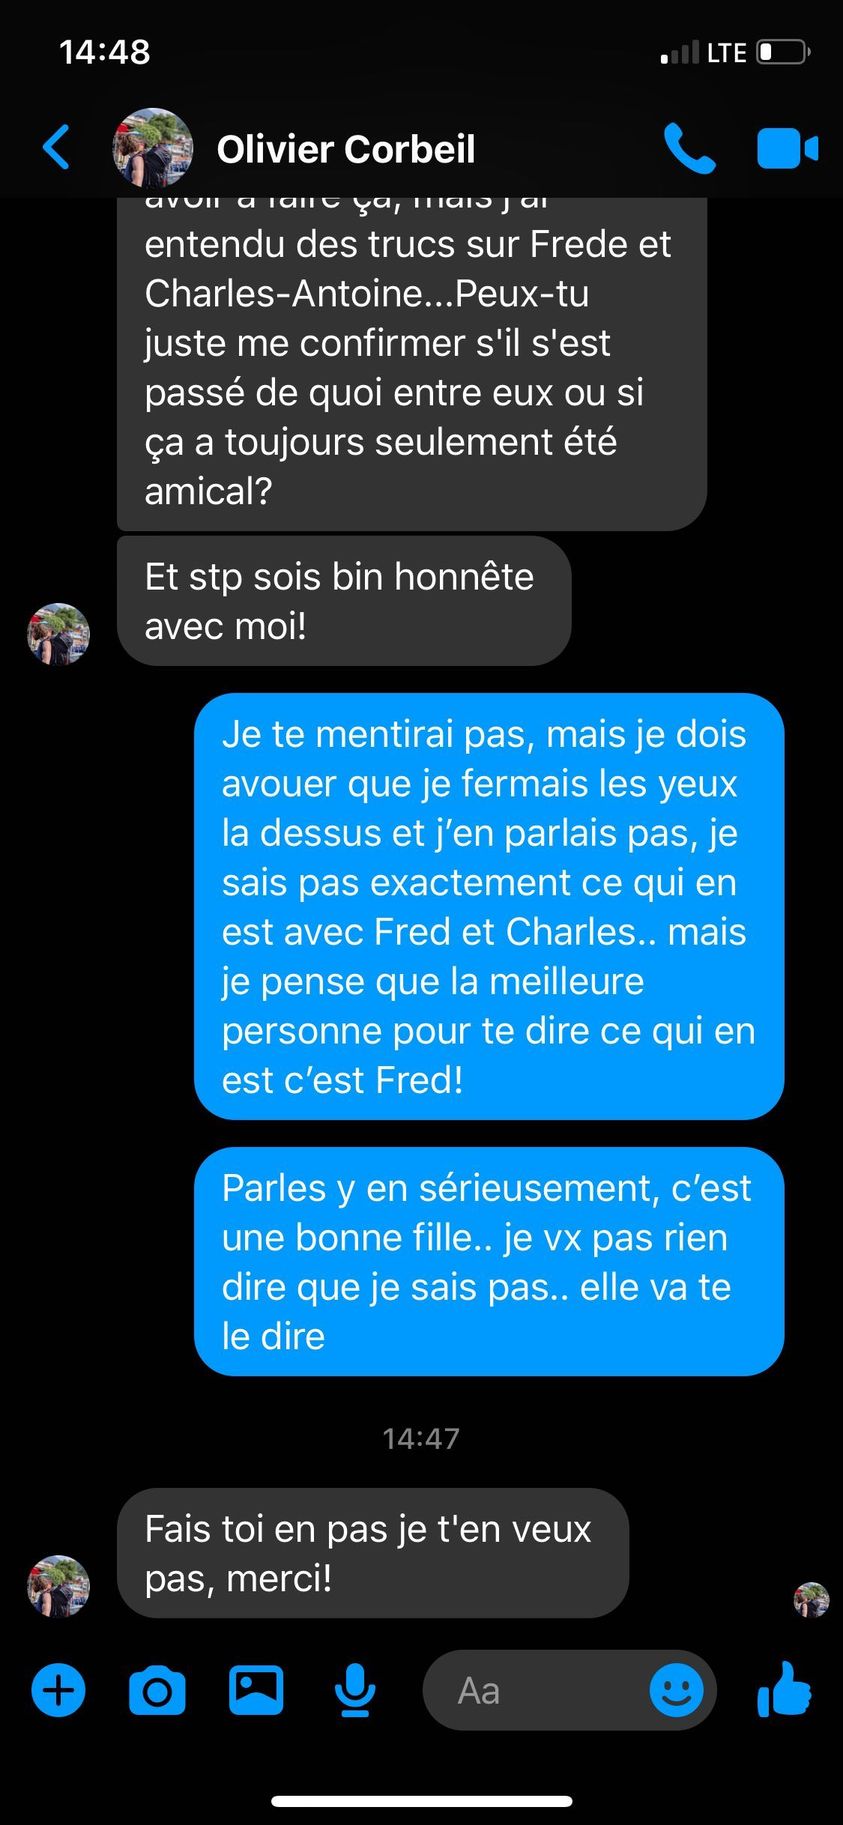 14:48
LTE
Olivier Corbeil
avoir à faire ça, mais j'ai
entendu des trucs sur Frede et
Charles-Antoine...Peux-tu
juste me confirmer s'il s'est
passé de quoi entre eux ou si
ça a toujours seulement été
amical?
Et stp sois bin honnête
avec moi!
Je te mentirai pas, mais je dois
avouer que je fermais les yeux
la dessus et j’en parlais pas, je
sais pas exactement ce qui en
est avec Fred et Charles.. mais
je pense que la meilleure
personne pour te dire ce qui en
est c’est Fred!
Parles y en sérieusement, c’est
une bonne fille.. je vx pas rien
dire que je sais pas.. elle va te
le dire
14:47
Fais toi en pas je t'en veux
pas, merci!
Aa